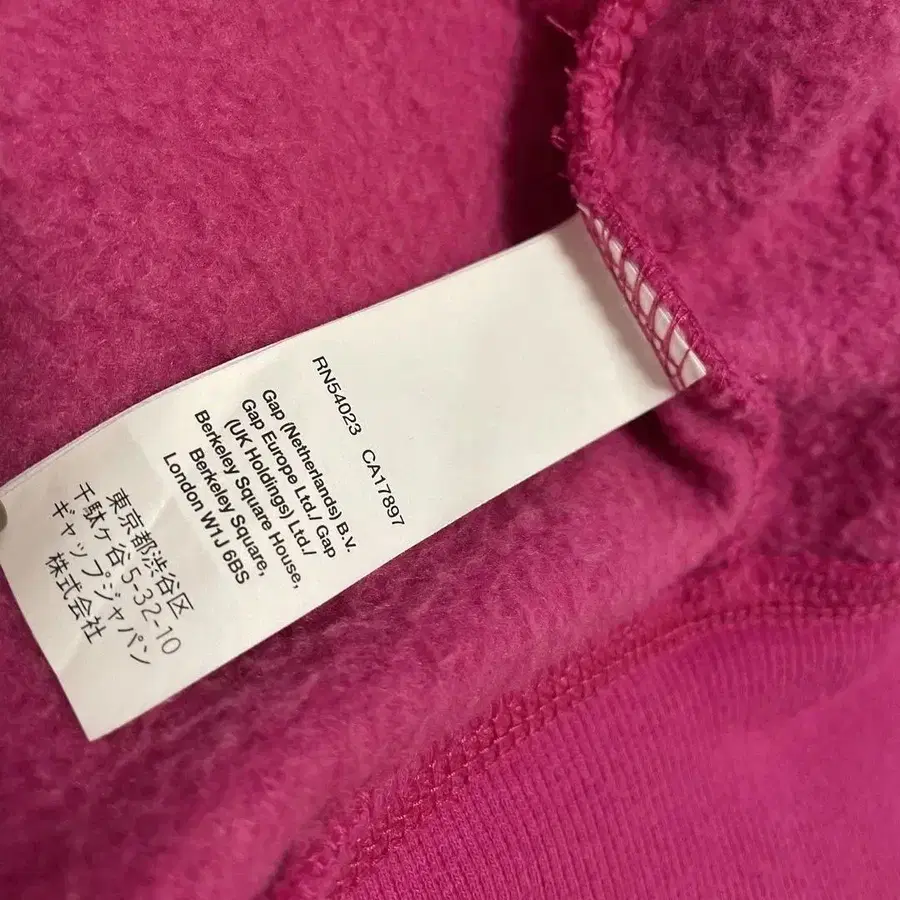 RN54023 CA17897
Gap (Netherlands) B.V.
Gap Europe Ltd./ Gap
(UK Holdings) Ltd./
Berkeley Square House,
Berkeley Square,
London W1J 6BS
東京都渋谷区
千駄ヶ谷5-32-10
ギャップジャパン
株式会社